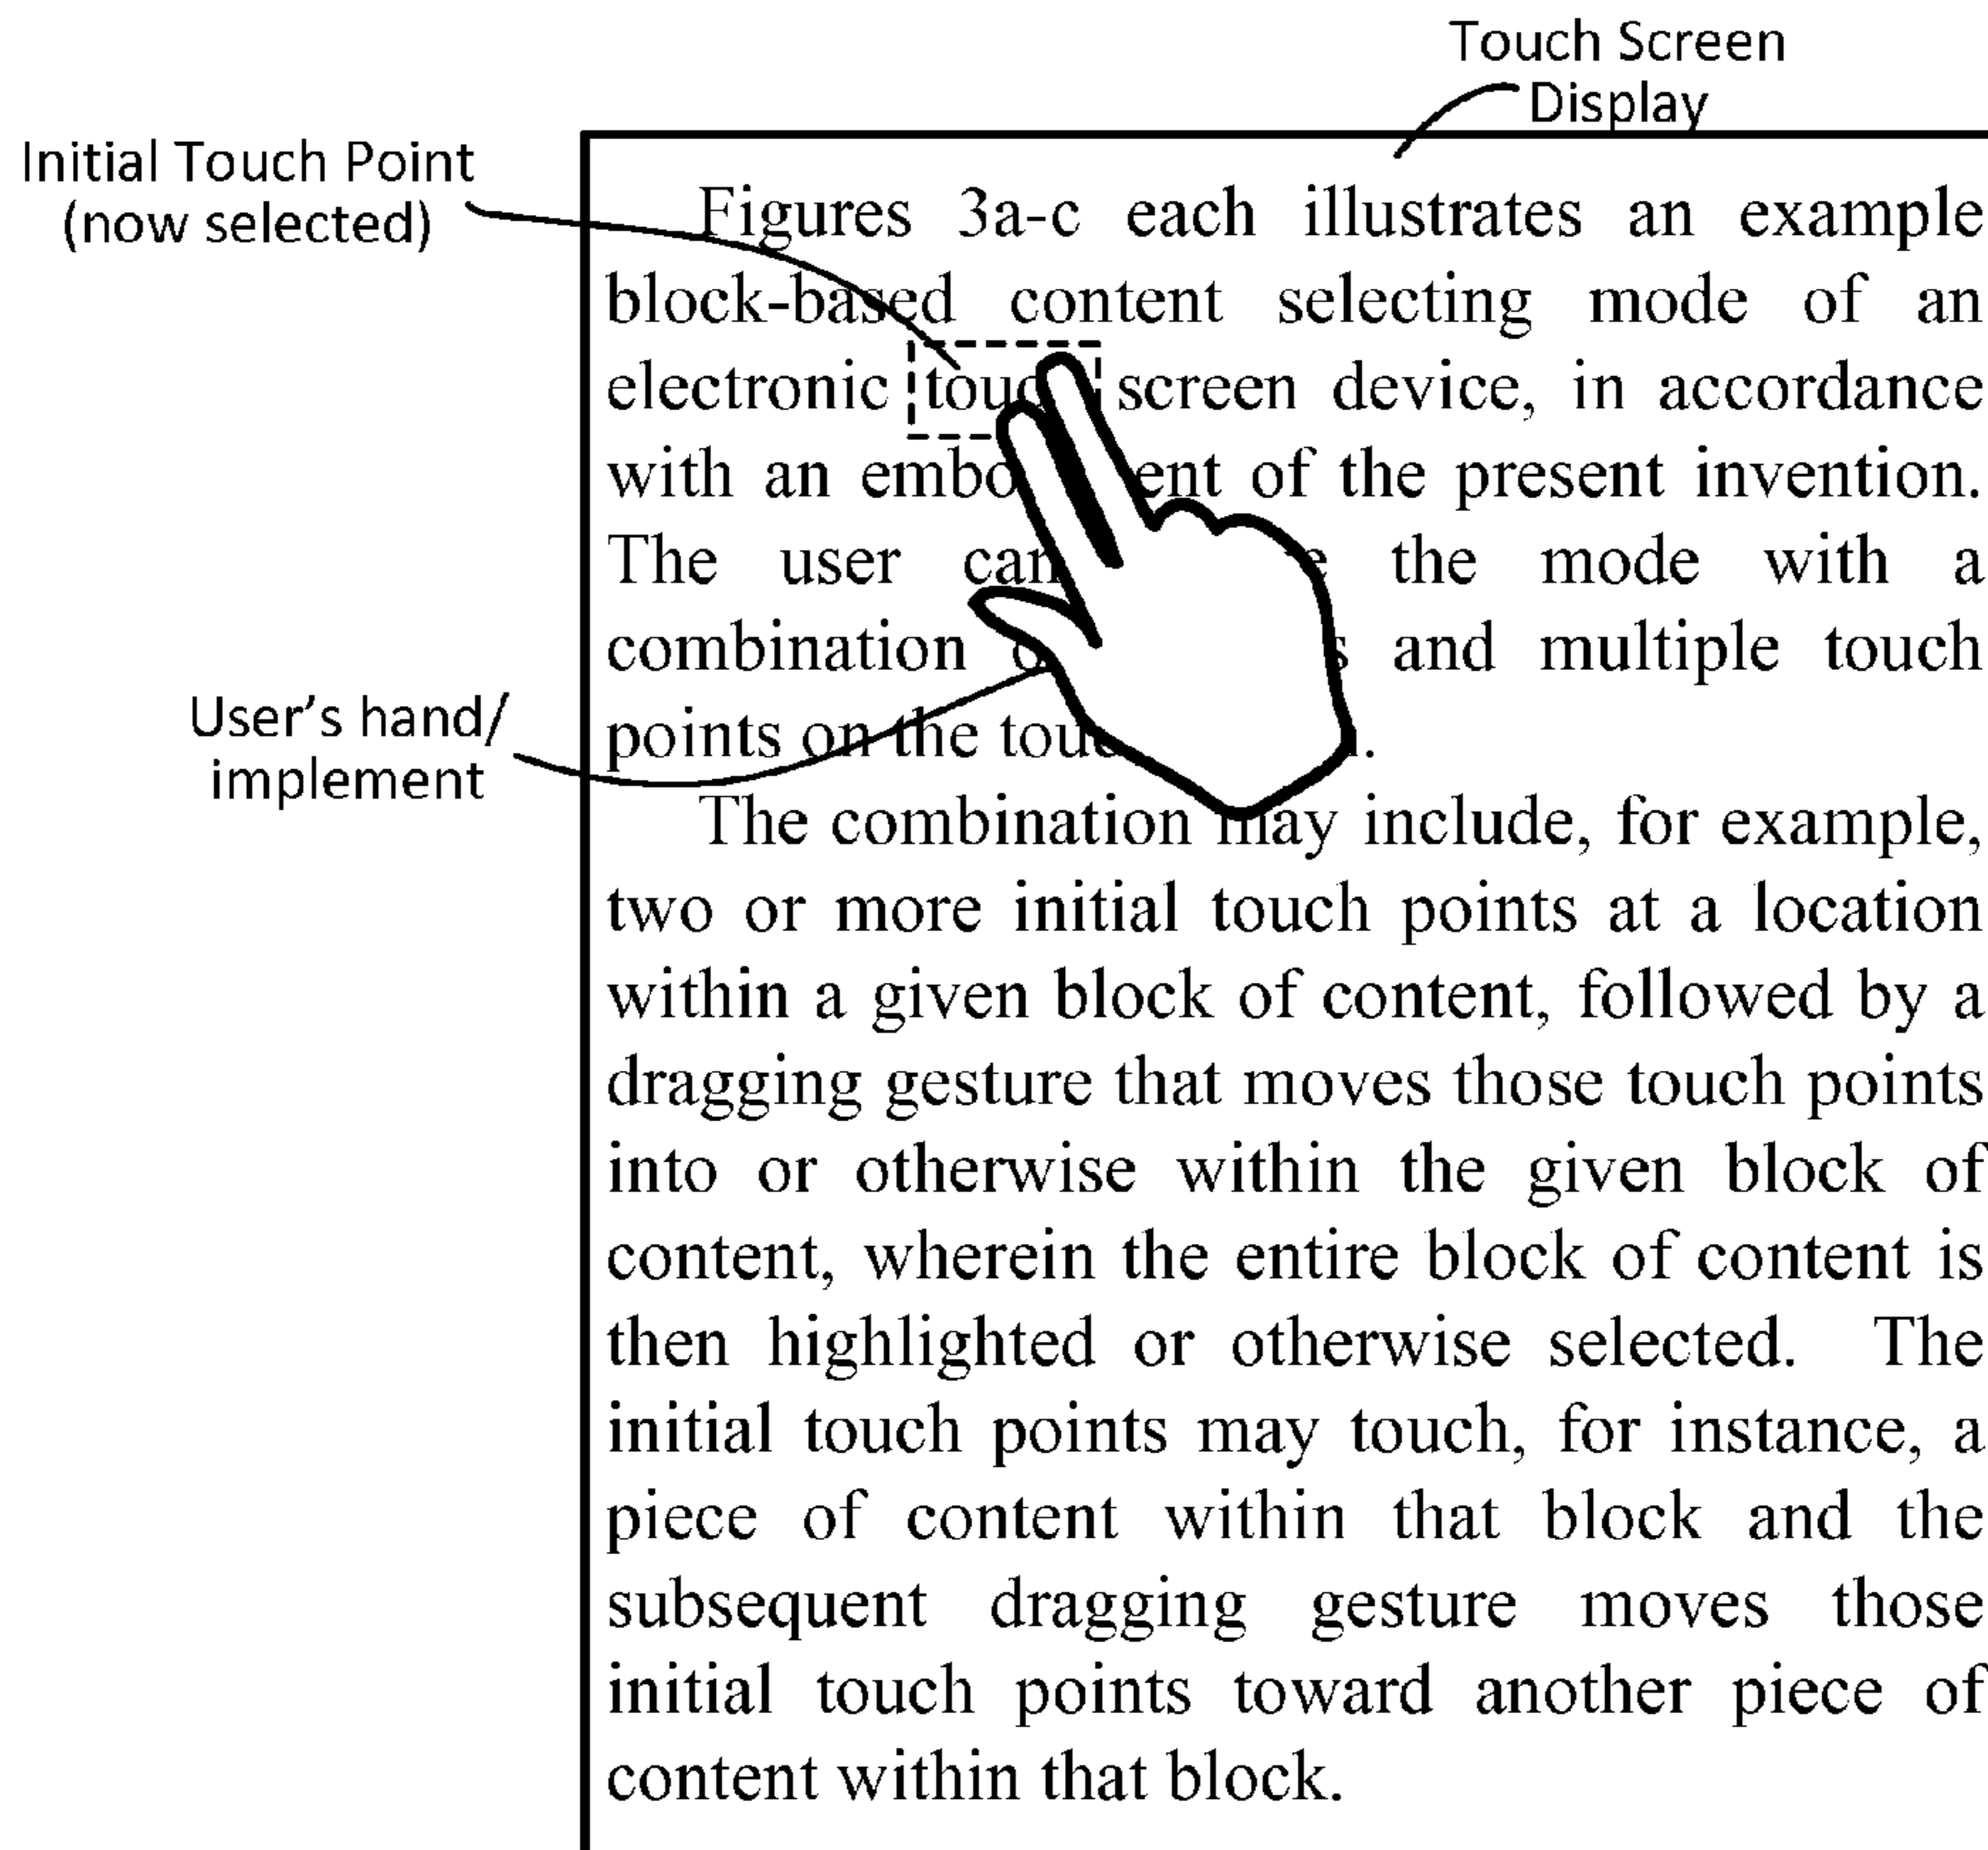 Touch Screen
Display
Initial Touch Point
(now selected)
Figures 3a-c each illustrates an example
block-based content selecting mode of an
electronic touc screen device, in accordance
with an embo ent of the present invention.
The user can e the mode with a
combination o s and multiple touch
points on the touc .
User's hand/
implement
The combination may include, for example,
two or more initial touch points at a location
within a given block of content, followed by a
dragging gesture that moves those touch points
into or otherwise within the given block of
content, wherein the entire block of content is
then highlighted or otherwise selected. The
initial touch points may touch, for instance, a
piece of content within that block and the
subsequent dragging gesture moves those
initial touch points toward another piece of
content within that block.